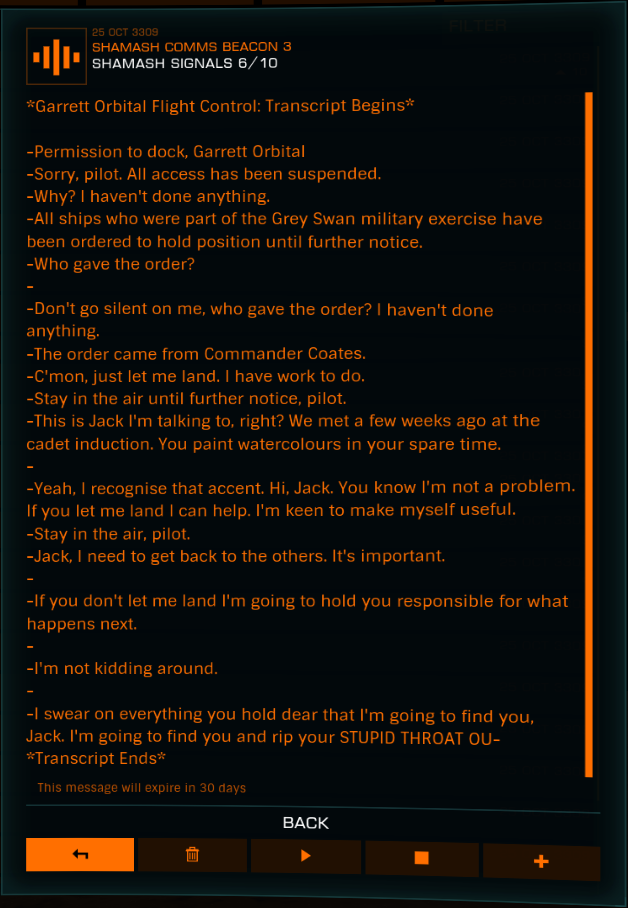 FILTER
25 OCT 3309
SHAMASH COMMS BEACON 3
SHAMASH SIGNALS 6/10
*Garrett Orbital Flight Control: Transcript Begins*
-Permission to dock, Garrett Orbital
-Sorry, pilot. All access has been suspended.
-Why? I haven't done anything.
-All ships who were part of the Grey Swan military exercise have
been ordered to hold position until further notice.
-Who gave the order?
-
-Don't go silent on me, who gave the order? I haven't done
anything.
-The order came from Commander Coates.
-C'mon, just let me land. I have work to do.
-Stay in the air until further notice, pilot.
-This is Jack I'm talking to, right? We met a few weeks ago at the
cadet induction. You paint watercolours in your spare time.
-
-Yeah, I recognise that accent. Hi, Jack. You know I'm not a problem.
If you let me land I can help. I'm keen to make myself useful.
-Stay in the air, pilot.
-Jack, I need to get back to the others. It's important.
-
-If you don't let me land I'm going to hold you responsible for what
happens next.
-
-I'm not kidding around.
-
-I swear on everything you hold dear that I'm going to find you,
Jack. I'm going to find you and rip your STUPID THROAT OU-
*Transcript Ends*
This message will expire in 30 days
BACK